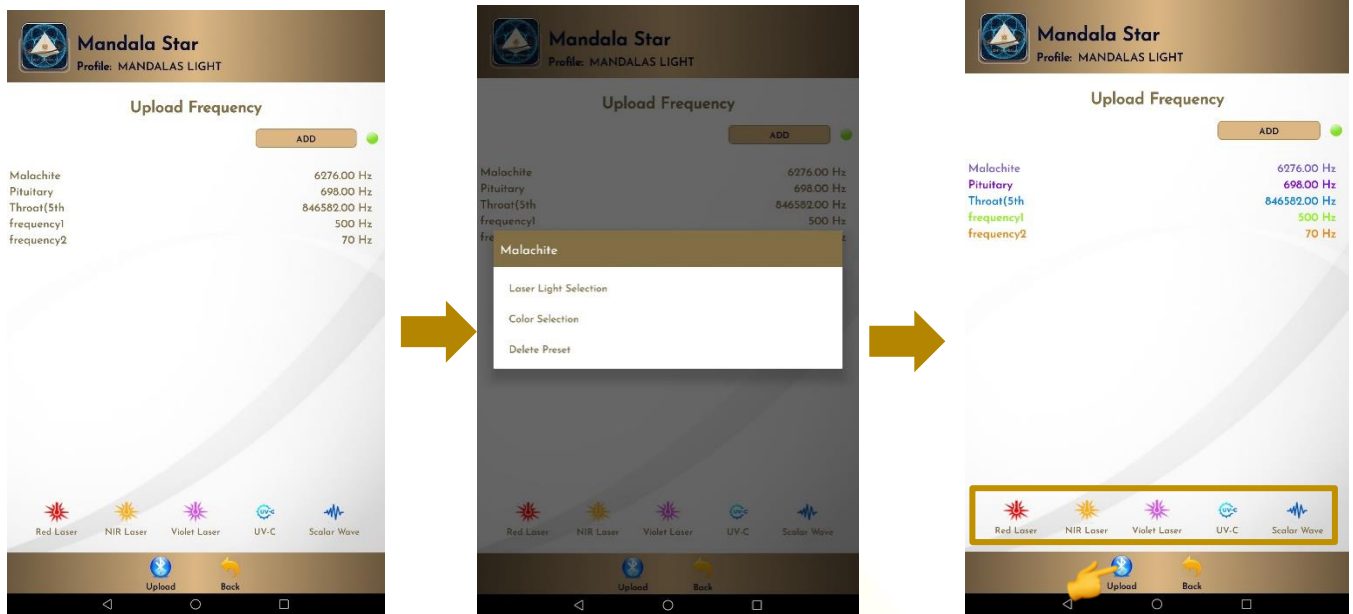 Mandala Star
Profile: MANDALAS LIGHT
Upload Frequency
ADD
Malachite 6276.00 Hz
Pituitary 698.00 Hz
Throat(5th 846582.00 Hz
frequency1 500 Hz
frequency2 70 Hz
Red Laser NIR Laser Violet Laser UV-C Scalar Wave
Upload Back
Mandala Star
Profile: MANDALAS LIGHT
Upload Frequency
ADD
Malachite 6276.00 Hz
Pituitary 698.00 Hz
Throat(5th 846582.00 Hz
frequency1 500 Hz
fre z
Malachite
Laser Light Selection
Color Selection
Delete Preset
Red Laser NIR Laser Violet Laser UV-C Scalar Wave
Upload Back
Mandala Star
Profile: MANDALAS LIGHT
Upload Frequency
ADD
Malachite 6276.00 Hz
Pituitary 698.00 Hz
Throat(5th 846582.00 Hz
frequency1 500 Hz
frequency2 70 Hz
Red Laser NIR Laser Violet Laser UV-C Scalar Wave
Upload Back